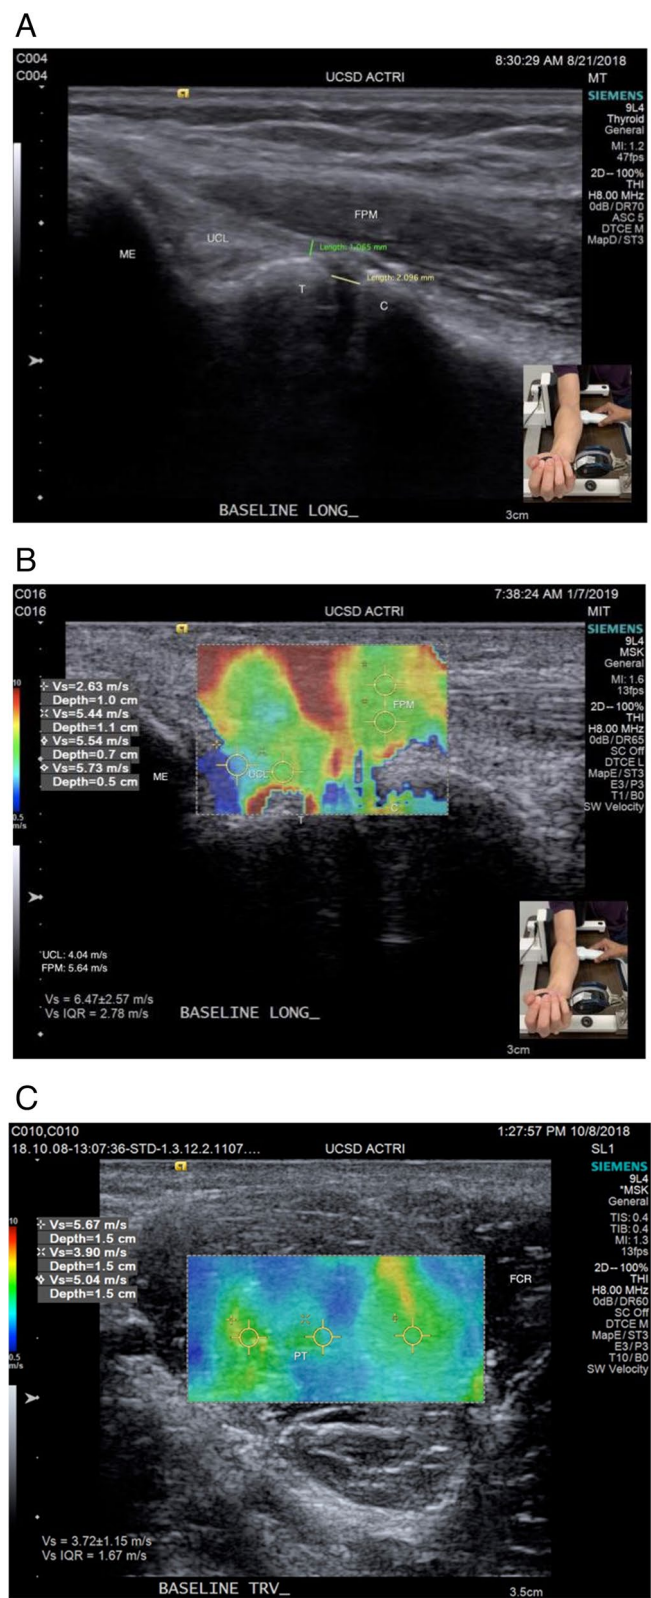 A
C004
8:30:29 AM 8/21/2018
C004
UCSD ACTRI
MT
SIEMENS
9L4
Thyroid
General
MI: 1.2
47fps
2D-- 100%
THI
H8.00 MHz
0dB/DR70
ASC 5
DTCE M
MapD/ST3
FPM
UCL
ME
Length: 1.065 mm
Length: 2.096 mm
T
C
BASELINE LONG_
3cm
B
C016
7:38:24 AM 1/7/2019
C016
UCSD ACTRI
MIT
SIEMENS
9L4
MSK
General
MI: 1.6
13fps
2D-- 100%
THI
H8.00 MHz
0dB/DR65
SC Off
DTCE L
MapE/ST3
E3/P3
T1/B0
SW Velocity
10
Vs=2.63 m/s
Depth=1.0 cm
Vs=5.44 m/s
Depth=1.1 cm
Vs=5.54 m/s
Depth=0.7 cm
Vs=5.73 m/s
Depth=0.5 cm
0.5
m/s
FPM
ME
UCL
C
T
UCL: 4.04 m/s
FPM: 5.64 m/s
Vs = 6.47±2.57 m/s
Vs IQR = 2.78 m/s
BASELINE LONG_
3cm
C
C010,C010
1:27:57 PM 10/8/2018
18.10.08-13:07:36-STD-1.3.12.2.1107....
UCSD ACTRI
SL1
SIEMENS
9L4
*MSK
General
TIS: 0.4
TIB: 0.4
MI: 1.3
13fps
2D-- 100%
THI
H8.00 MHz
0dB/DR60
SC Off
DTCE M
MapE/ST3
E3/P3
T10/B0
SW Velocity
10
Vs=5.67 m/s
Depth=1.5 cm
Vs=3.90 m/s
Depth=1.5 cm
Vs=5.04 m/s
Depth=1.5 cm
0.5
m/s
FCR
PT
Vs = 3.72±1.15 m/s
Vs IQR = 1.67 m/s
BASELINE TRV_
3.5cm